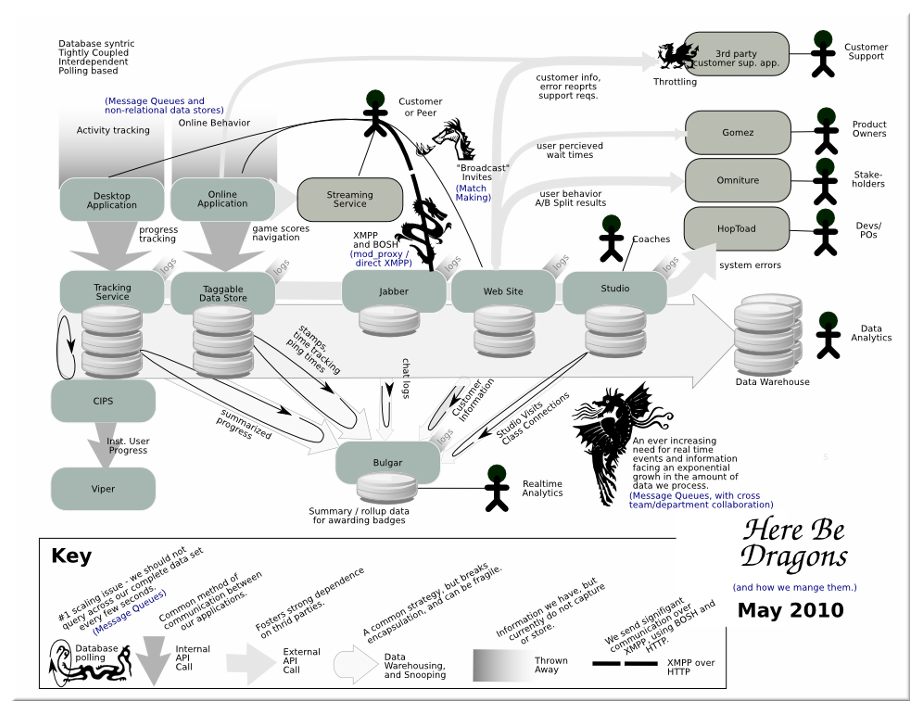 Database syntric
Tightly Coupled
Interdependent
Polling based
(Message Queues and
non-relational data stores)
Activity tracking
Online Behavior
Customer
or Peer
customer info,
error reoprts
support reqs.
3rd party
customer sup. app.
Throttling
Customer
Support
Gomez
Product
Owners
user percieved
wait times
"Broadcast"
Invites
(Match
Making)
Omniture
Stake-
holders
user behavior
A/B Split results
HopToad
Devs/
POs
system errors
Desktop
Application
Online
Application
Streaming
Service
progress
tracking
game scores
navigation
XMPP
and BOSH
(mod_proxy /
direct XMPP)
Coaches
logs
logs
logs
logs
logs
Tracking
Service
Taggable
Data Store
Jabber
Web Site
Studio
Data
Analytics
Data Warehouse
stamps,
time tracking
ping times
chat logs
Customer
Information
Studio Visits
Class Connections
summarized
progress
logs
CIPS
Inst. User
Progress
Viper
Bulgar
Realtime
Analytics
Summary / rollup data
for awarding badges
An ever increasing
need for real time
events and information
facing an exponential
growth in the amount of
data we process.
(Message Queues, with cross
team/department collaboration)
5
Here Be
Dragons
(and how we mange them.)
May 2010
Key
#1 scaling issue - we should not
query across our complete data set
every few seconds.
(Message Queues)
Common method of
communication between
our applications.
Fosters strong dependence
on thrid parties.
A common strategy, but breaks
encapsulation, and can be fragile.
Information we have, but
currently do not capture
or store.
We send signifigant
communication over
XMPP, using BOSH and
HTTP.
Database
polling
Internal
API
Call
External
API
Call
Data
Warehousing,
and Snooping
Thrown
Away
XMPP over
HTTP